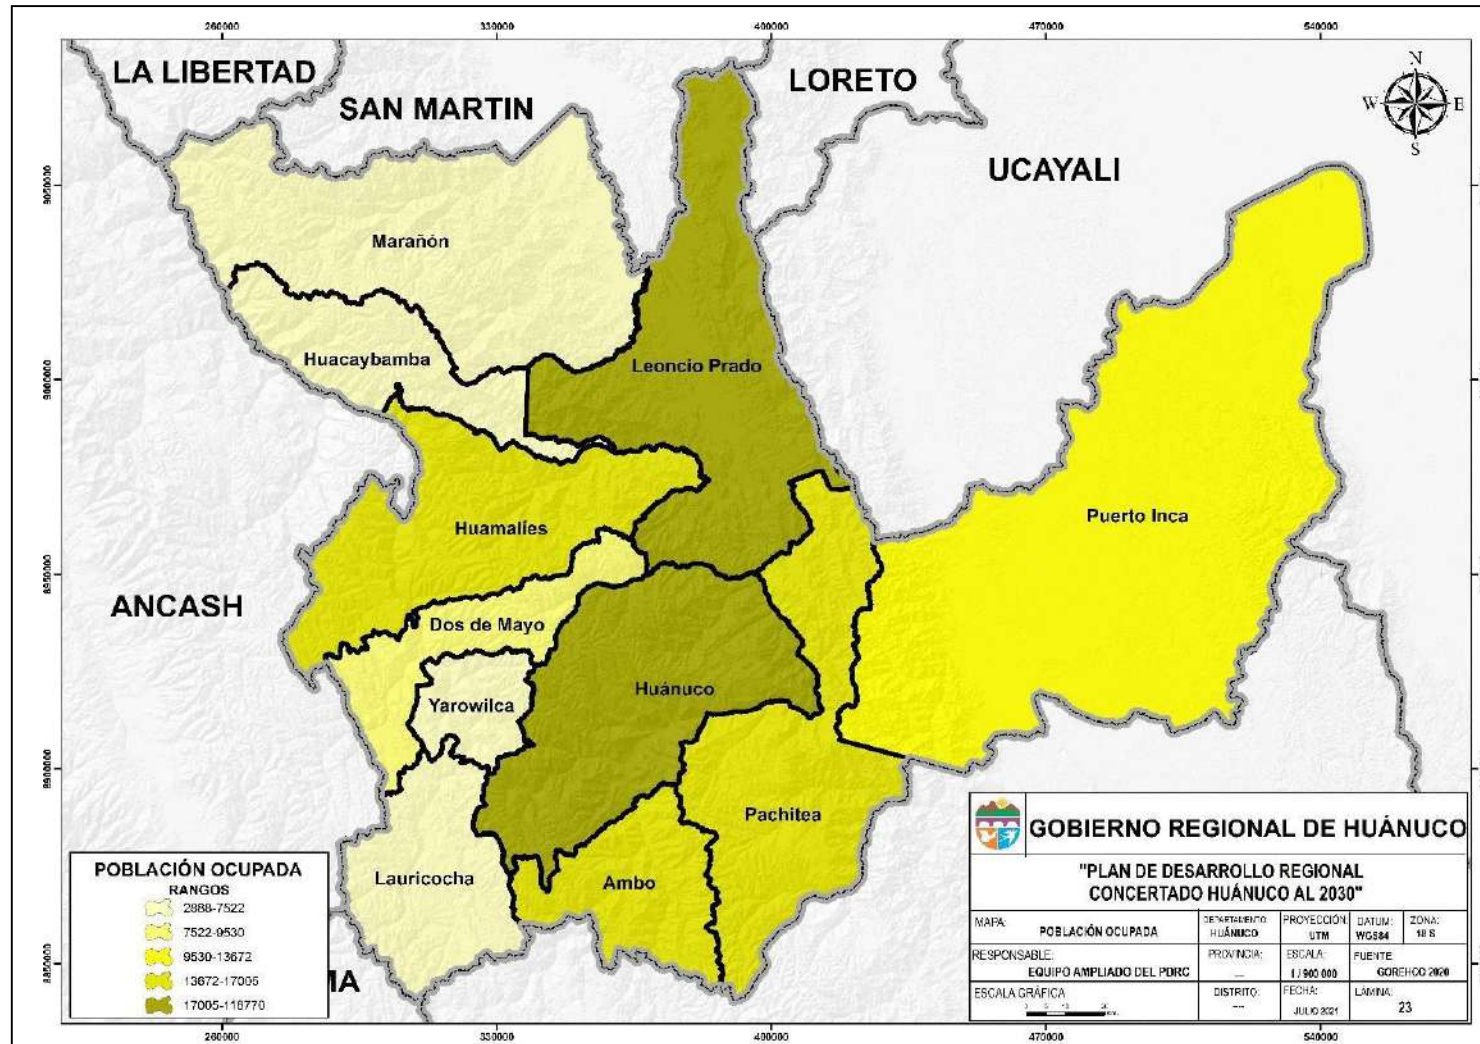 260000 330000 400000 470000 540000
LA LIBERTAD
SAN MARTIN
LORETO
N
W E
S
UCAYALI
9050000
9000000
8950000
8900000
8850000
Marañón
Huacaybamba
Leoncio Prado
Huamalíes
Puerto Inca
ANCASH
Dos de Mayo
Huánuco
Yarowilca
Pachitea
Lauricocha
Ambo
MA
POBLACIÓN OCUPADA
RANGOS
2888-7522
7522-9530
9530-13672
13672-17005
17005-118770
GOBIERNO REGIONAL DE HUÁNUCO
"PLAN DE DESARROLLO REGIONAL
CONCERTADO HUÁNUCO AL 2030"
MAPA: POBLACIÓN OCUPADA
DEPARTAMENTO: HUÁNUCO
PROYECCIÓN: UTM
DATUM: WGS84
ZONA: 18 S
RESPONSABLE: EQUIPO AMPLIADO DEL PDRC
PROVINCIA: ---
ESCALA: 1 / 900 000
FUENTE GOREHCO 2020
ESCALA GRÁFICA
DISTRITO: ---
FECHA: JULIO 2021
LÁMINA: 23
260000 330000 400000 470000 540000